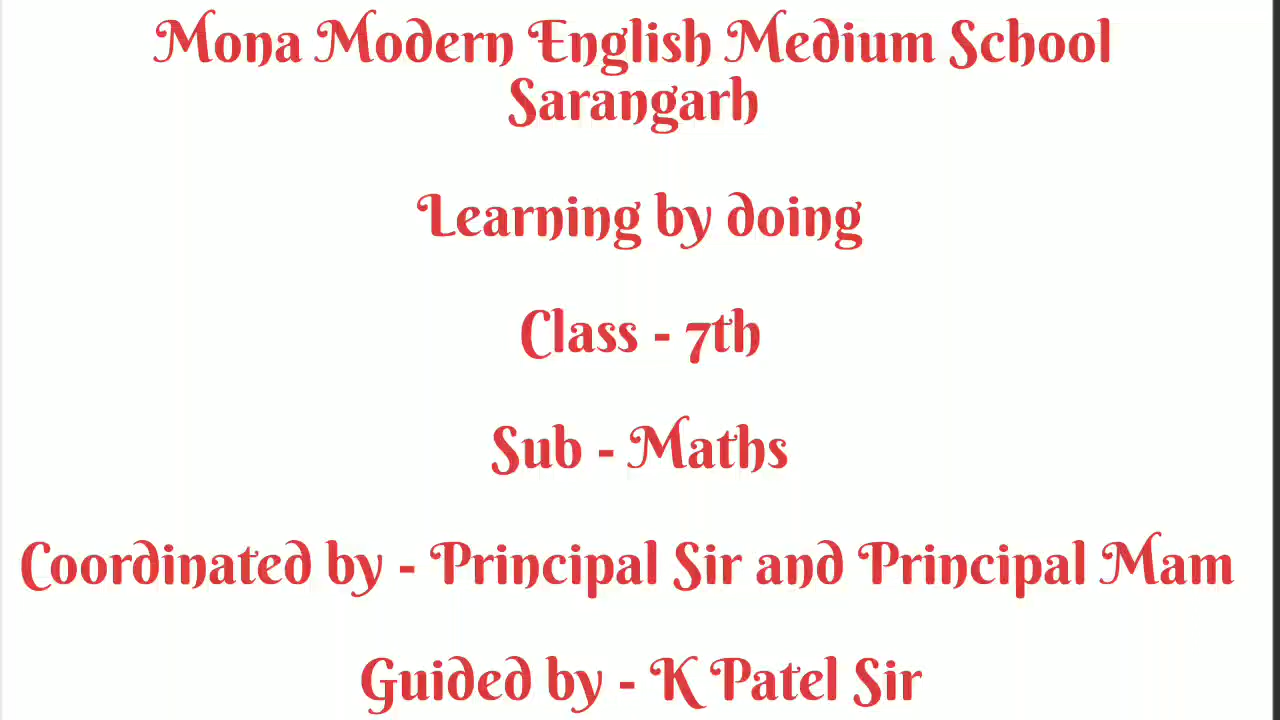 Mona Modern English Medium School
Sarangarh
Learning by doing
Class - 7th
Sub - Maths
Coordinated by - Principal Sir and Principal Mam
Guided by - K Patel Sir